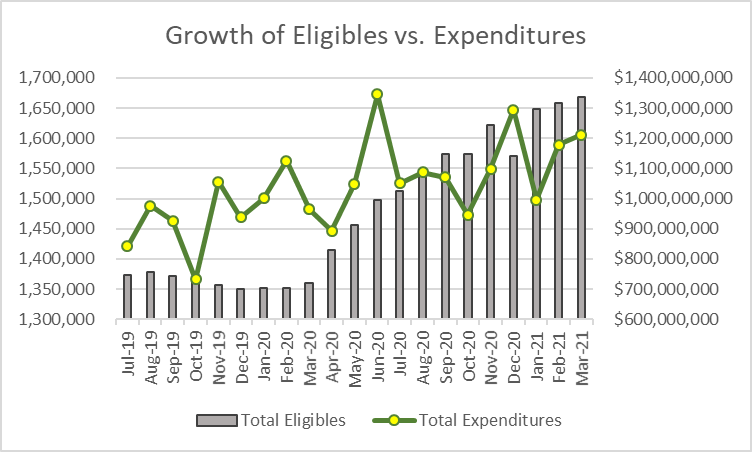 Growth of Eligibles vs. Expenditures
1,700,000
1,650,000
1,600,000
1,550,000
1,500,000
1,450,000
1,400,000
1,350,000
1,300,000
$1,400,000,000
$1,300,000,000
$1,200,000,000
$1,100,000,000
$1,000,000,000
$900,000,000
$800,000,000
$700,000,000
$600,000,000
Jul-19
Aug-19
Sep-19
Oct-19
Nov-19
Dec-19
Jan-20
Feb-20
Mar-20
Apr-20
May-20
Jun-20
Jul-20
Aug-20
Sep-20
Oct-20
Nov-20
Dec-20
Jan-21
Feb-21
Mar-21
Total Eligibles
Total Expenditures